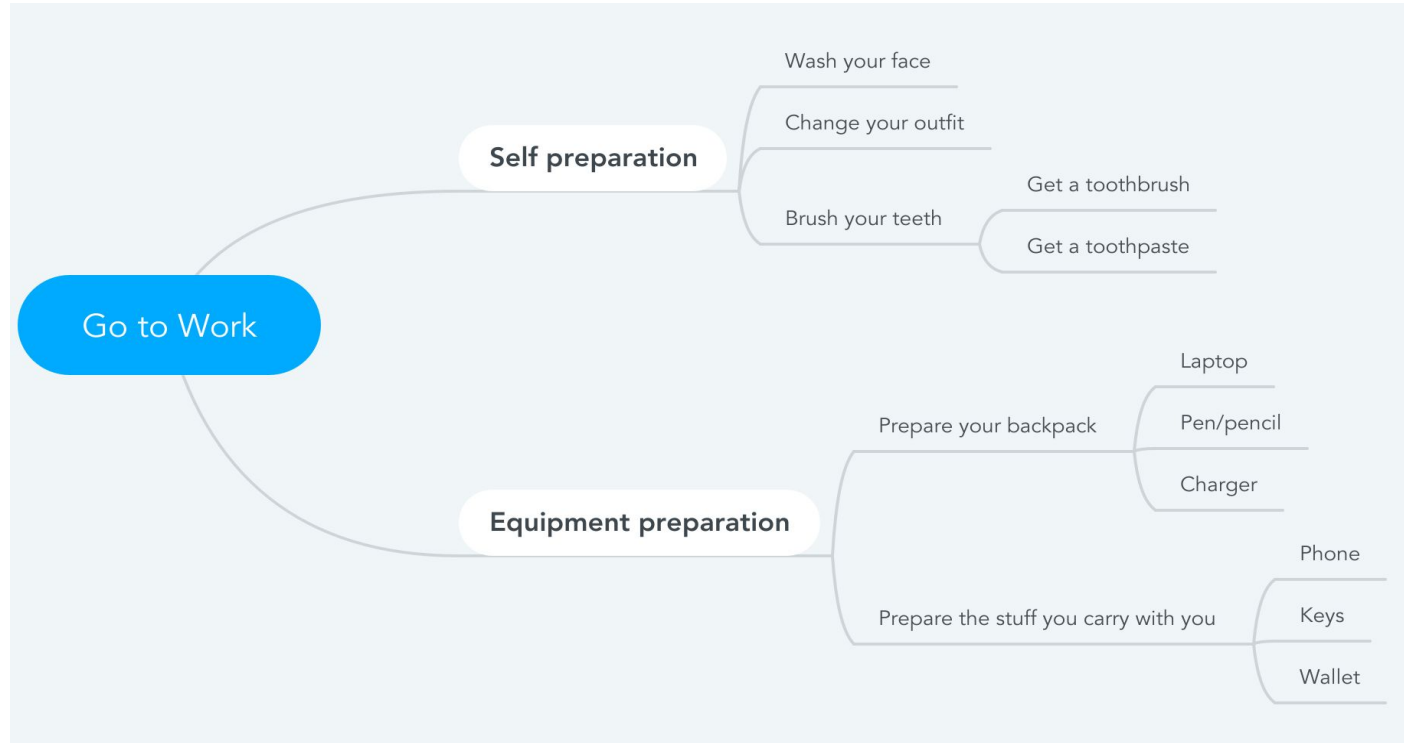 Go to Work
Self preparation
Wash your face
Change your outfit
Brush your teeth
Get a toothbrush
Get a toothpaste
Equipment preparation
Prepare your backpack
Laptop
Pen/pencil
Charger
Prepare the stuff you carry with you
Phone
Keys
Wallet